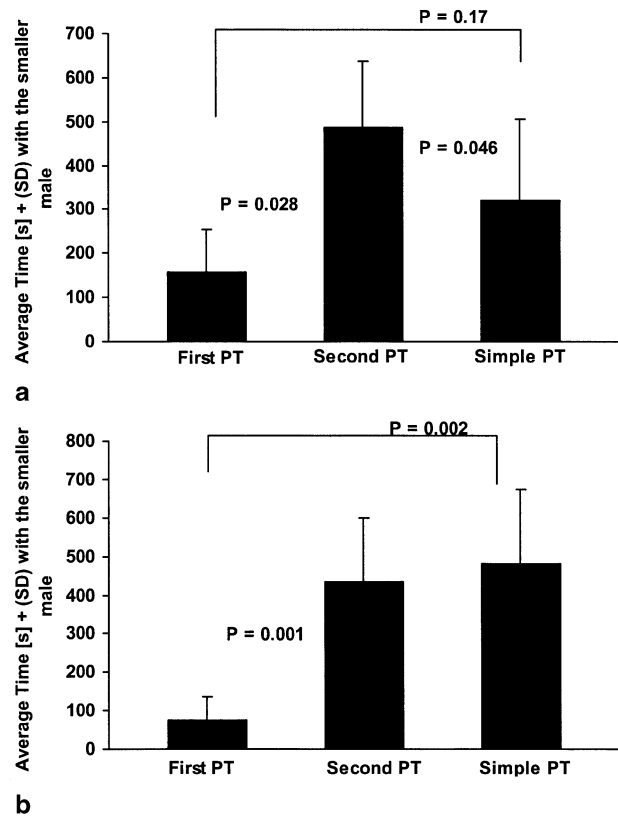 P = 0.17
700
600
500
400
300
200
100
0
Average Time [s] + (SD) with the smaller
male
P = 0.028
P = 0.046
First PT
Second PT
Simple PT
a
P = 0.002
800
700
600
500
400
300
200
100
0
Average Time [s] + (SD) with the smaller
male
P = 0.001
First PT
Second PT
Simple PT
b